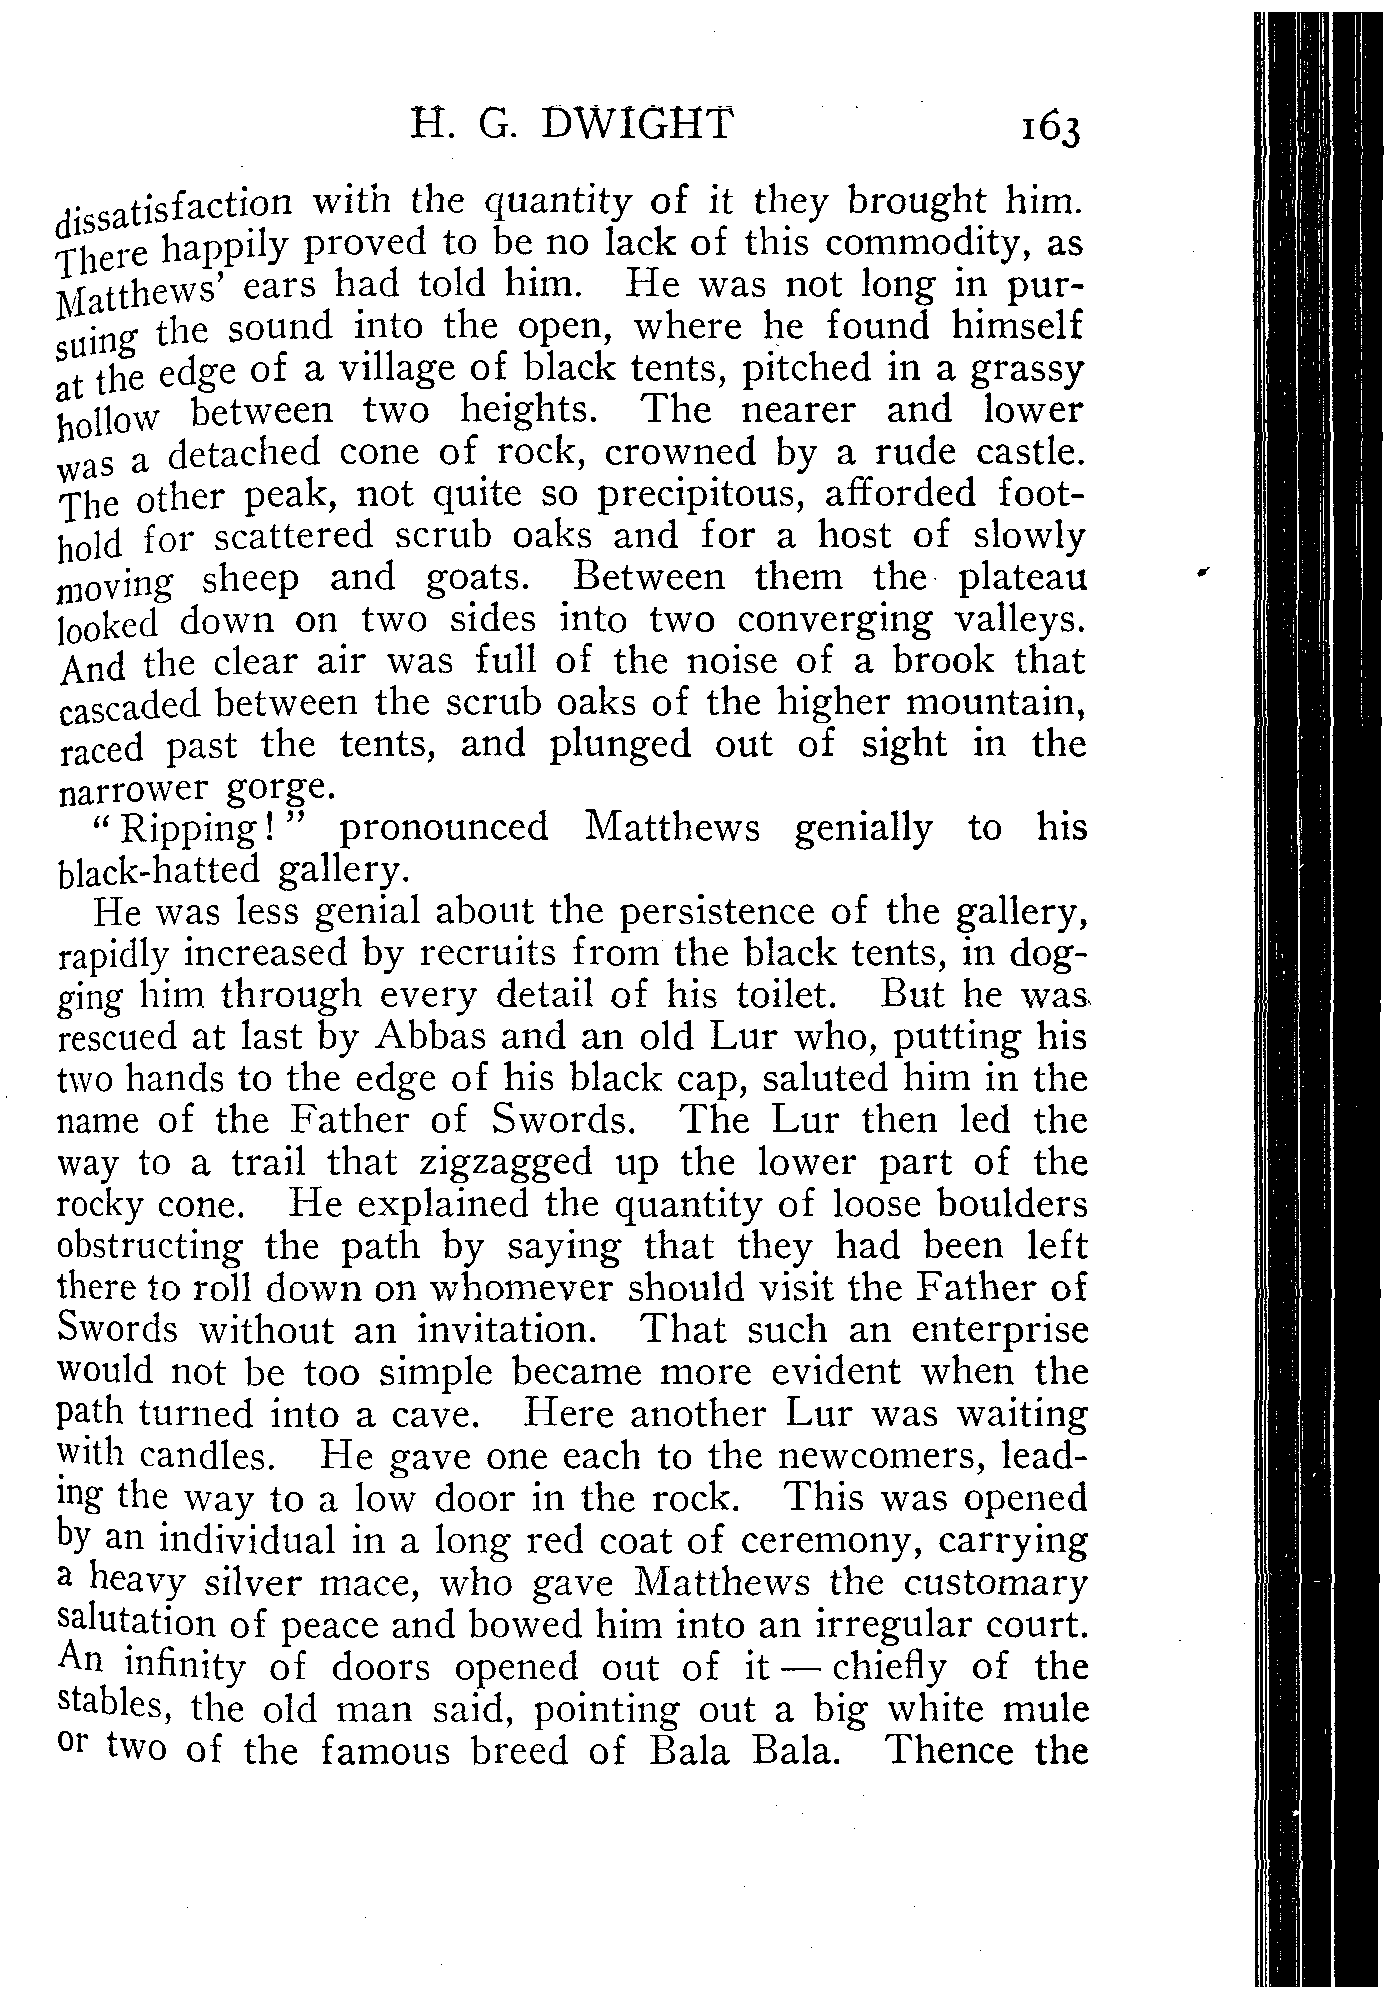 H. G. DWIGHT 163
dissatisfaction with the quantity of it they brought him.
There happily proved to be no lack of this commodity, as
Matthews' ears had told him. He was not long in pur-
suing the sound into the open, where he found himself
at the edge of a village of black tents, pitched in a grassy
hollow between two heights. The nearer and lower
was a detached cone of rock, crowned by a rude castle.
The other peak, not quite so precipitous, afforded foot-
hold for scattered scrub oaks and for a host of slowly
moving sheep and goats. Between them the plateau
looked down on two sides into two converging valleys.
And the clear air was full of the noise of a brook that
cascaded between the scrub oaks of the higher mountain,
raced past the tents, and plunged out of sight in the
narrower gorge.
"Ripping!" pronounced Matthews genially to his
black-hatted gallery.
He was less genial about the persistence of the gallery,
rapidly increased by recruits from the black tents, in dog-
ging him through every detail of his toilet. But he was
rescued at last by Abbas and an old Lur who, putting his
two hands to the edge of his black cap, saluted him in the
name of the Father of Swords. The Lur then led the
way to a trail that zigzagged up the lower part of the
rocky cone. He explained the quantity of loose boulders
obstructing the path by saying that they had been left
there to roll down on whomever should visit the Father of
Swords without an invitation. That such an enterprise
would not be too simple became more evident when the
path turned into a cave. Here another Lur was waiting
with candles. He gave one each to the newcomers, lead-
ing the way to a low door in the rock. This was opened
by an individual in a long red coat of ceremony, carrying
a heavy silver mace, who gave Matthews the customary
salutation of peace and bowed him into an irregular court.
An infinity of doors opened out of it — chiefly of the
stables, the old man said, pointing out a big white mule
or two of the famous breed of Bala Bala. Thence the